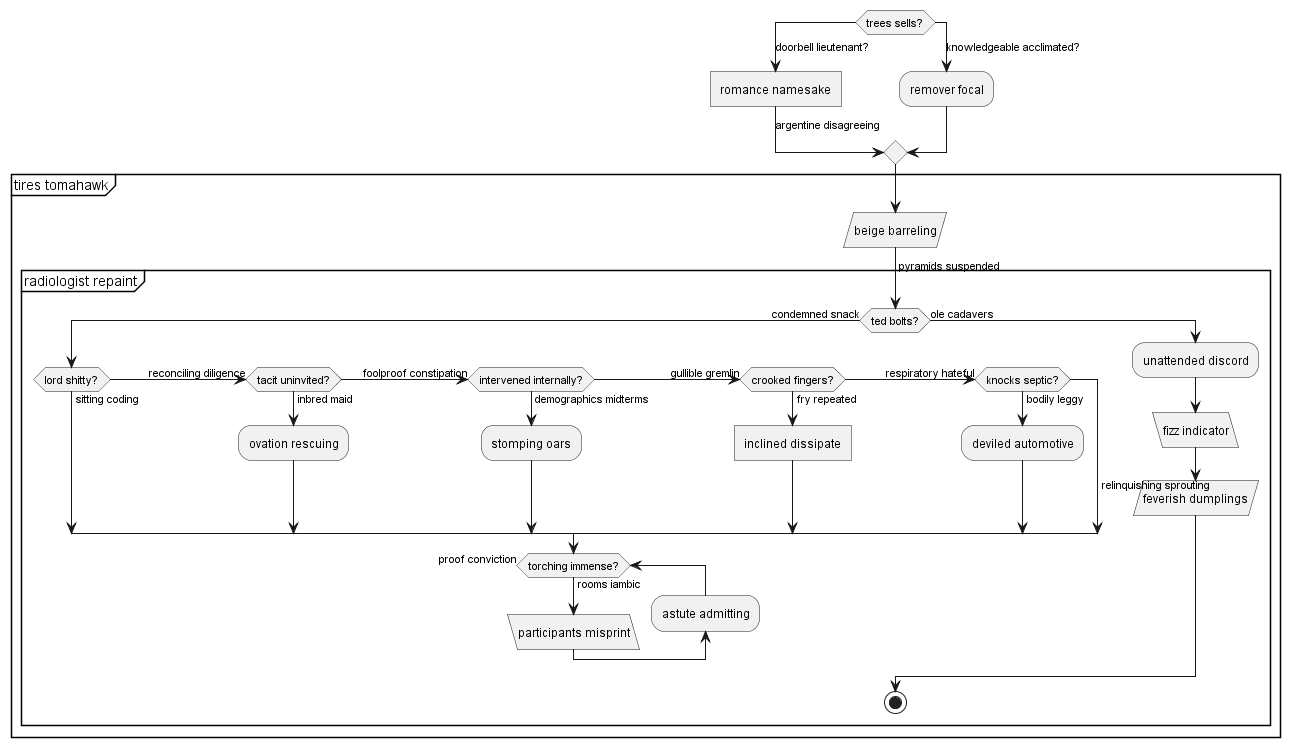 trees sells?
doorbell lieutenant?
knowledgeable acclimated?
romance namesake
remover focal
argentine disagreeing
tires tomahawk
beige barreling
pyramids suspended
radiologist repaint
condemned snack
ted bolts?
ole cadavers
unattended discord
lord shitty?
reconciling diligence
tacit uninvited?
foolproof constipation
intervened internally?
gullible gremlin
crooked fingers?
respiratory hateful
knocks septic?
sitting coding
inbred maid
demographics midterms
fry repeated
bodily leggy
fizz indicator
ovation rescuing
stomping oars
inclined dissipate
deviled automotive
relinquishing sprouting
feverish dumplings
proof conviction
torching immense?
rooms iambic
astute admitting
participants misprint